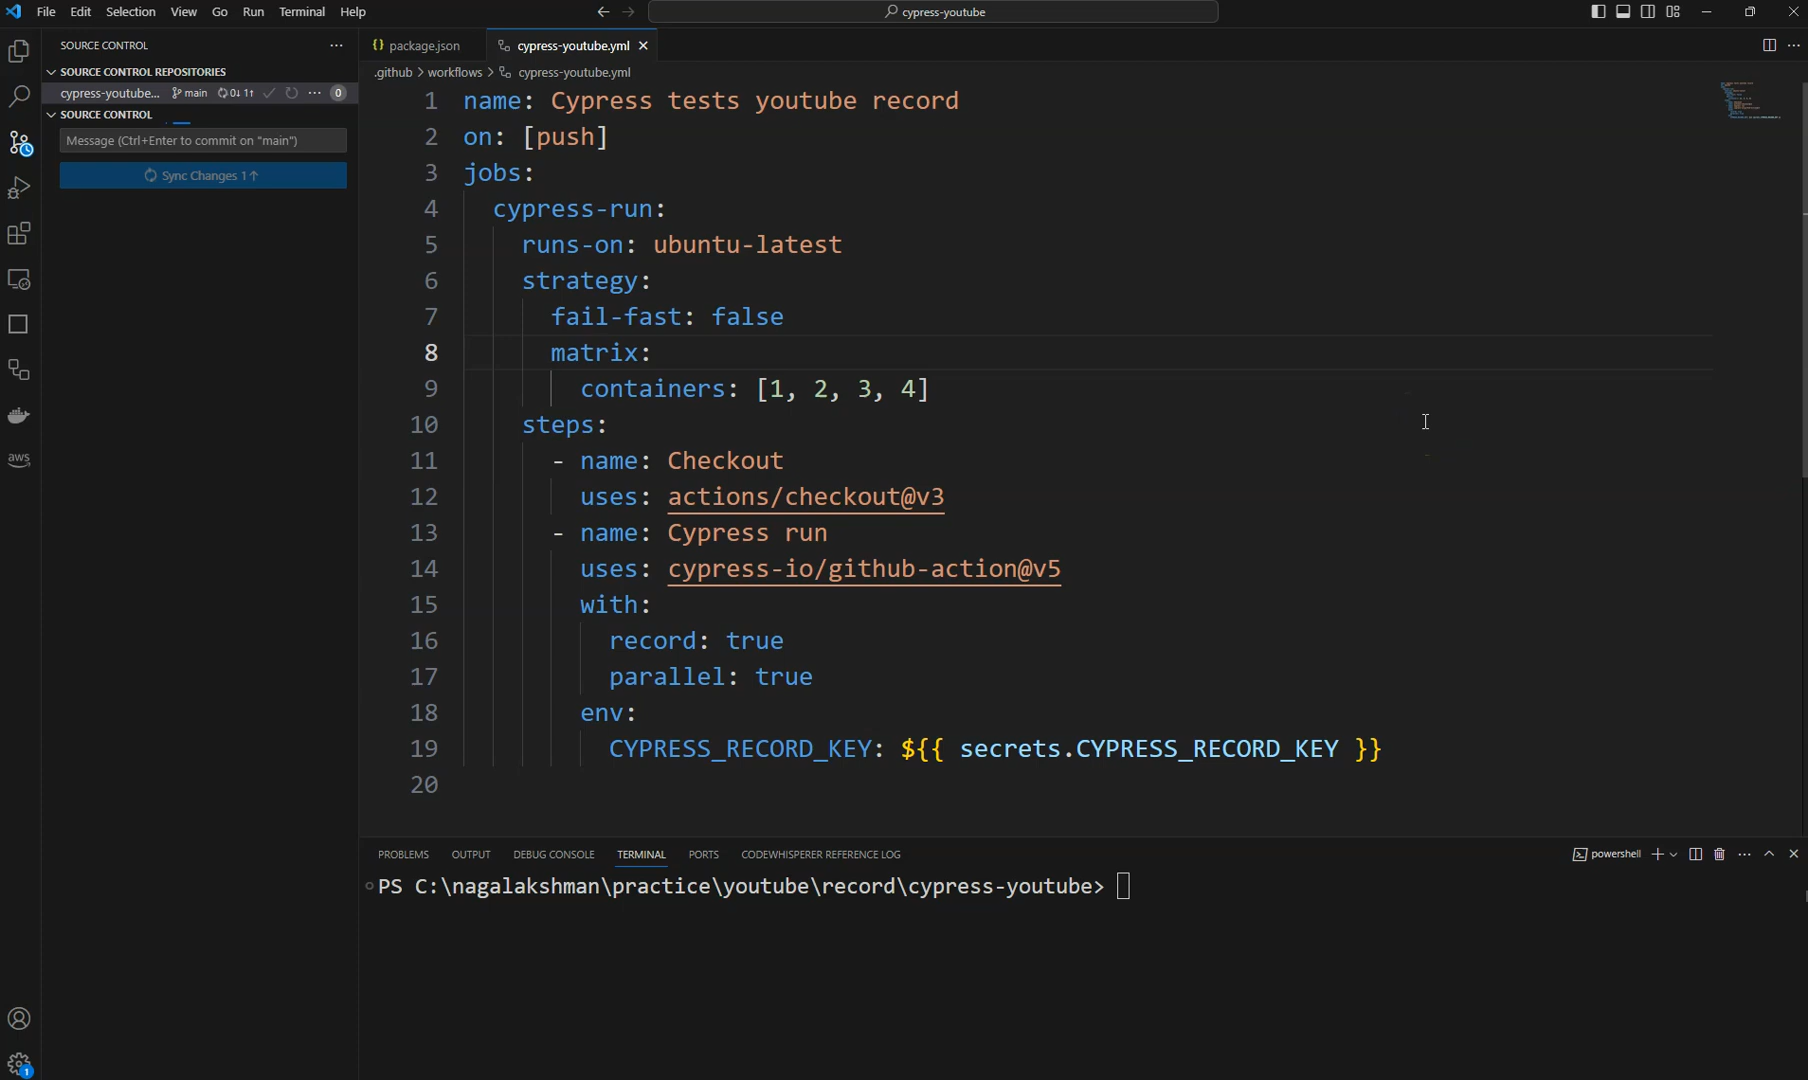 File Edit Selection View Go Run Terminal Help
cypress-youtube
SOURCE CONTROL
SOURCE CONTROL REPOSITORIES
cypress-youtube... main 0↓ 1↑ 0
SOURCE CONTROL
Message (Ctrl+Enter to commit on "main")
Sync Changes 1↑
aws
1
package.json
cypress-youtube.yml
.github > workflows > cypress-youtube.yml
1 name: Cypress tests youtube record
2 on: [push]
3 jobs:
4 cypress-run:
5 runs-on: ubuntu-latest
6 strategy:
7 fail-fast: false
8 matrix:
9 containers: [1, 2, 3, 4]
10 steps:
11 - name: Checkout
12 uses: actions/checkout@v3
13 - name: Cypress run
14 uses: cypress-io/github-action@v5
15 with:
16 record: true
17 parallel: true
18 env:
19 CYPRESS_RECORD_KEY: ${{ secrets.CYPRESS_RECORD_KEY }}
20
PROBLEMS OUTPUT DEBUG CONSOLE TERMINAL PORTS CODEWHISPERER REFERENCE LOG
powershell
PS C:\nagalakshman\practice\youtube\record\cypress-youtube>